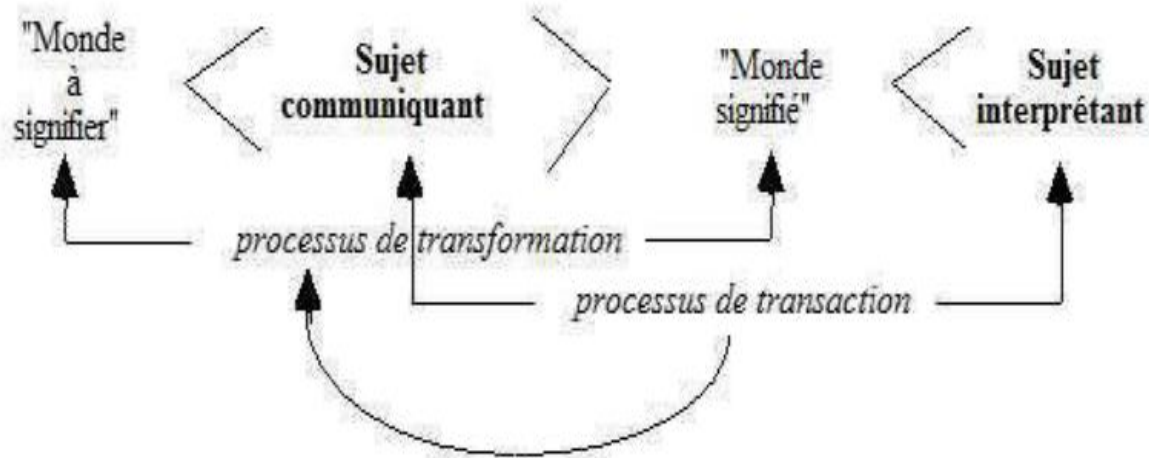 "Monde
à
signifier"
Sujet
communiquant
"Monde
signifié"
Sujet
interprétant
processus de transformation
processus de transaction